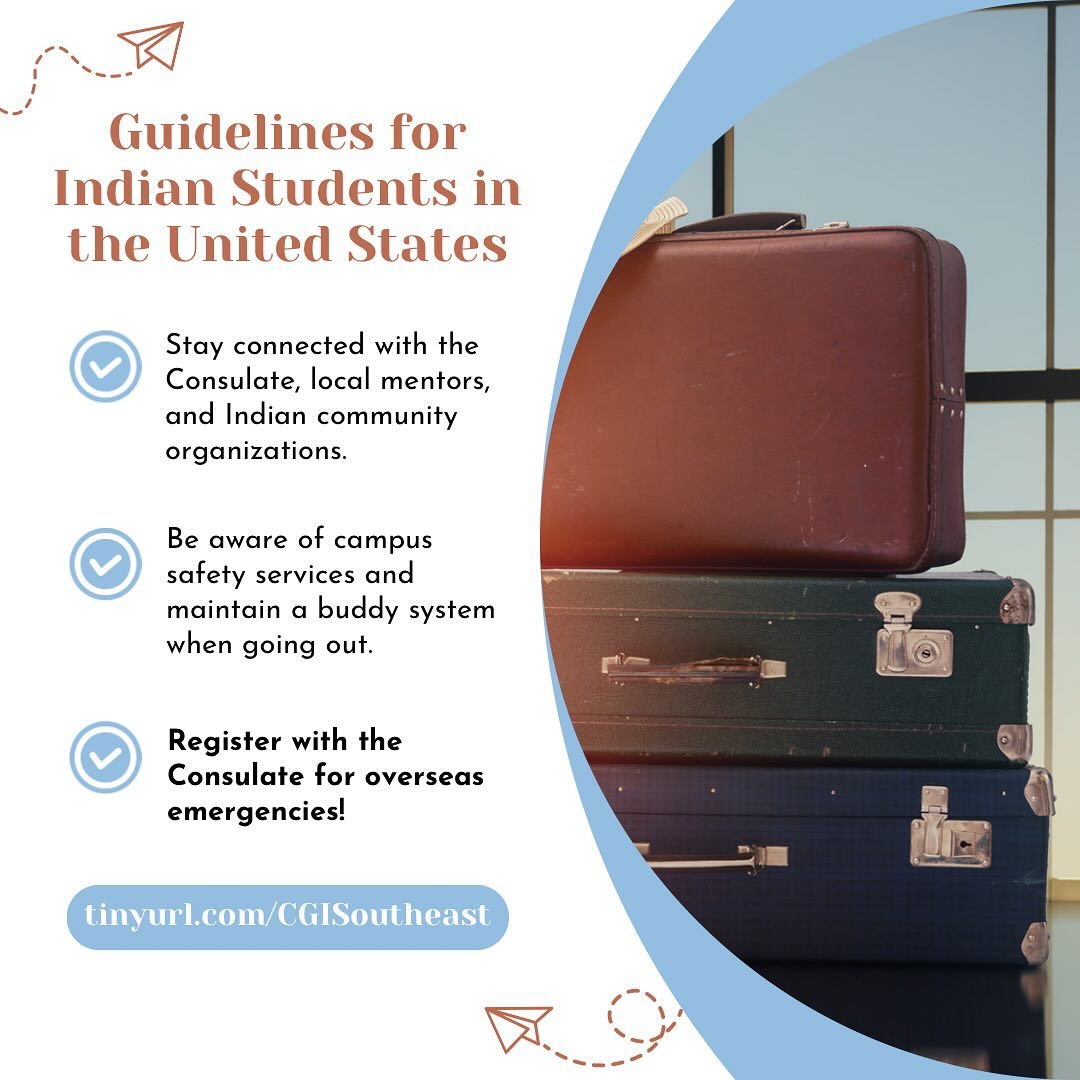 Guidelines for
Indian Students in
the United States
Stay connected with the
Consulate, local mentors,
and Indian community
organizations.
Be aware of campus
safety services and
maintain a buddy system
when going out.
Register with the
Consulate for overseas
emergencies!
tinyurl.com/CGISoutheast